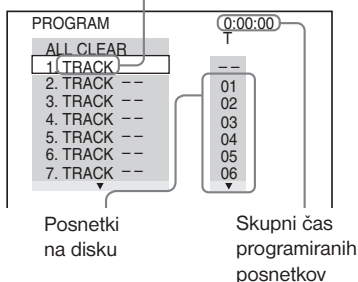 PROGRAM 0:00:00
T
ALL CLEAR
1. TRACK – –
2. TRACK – – 01
3. TRACK – – 02
4. TRACK – – 03
5. TRACK – – 04
6. TRACK – – 05
7. TRACK – – 06
Posnetki
na disku
Skupni čas
programiranih
posnetkov